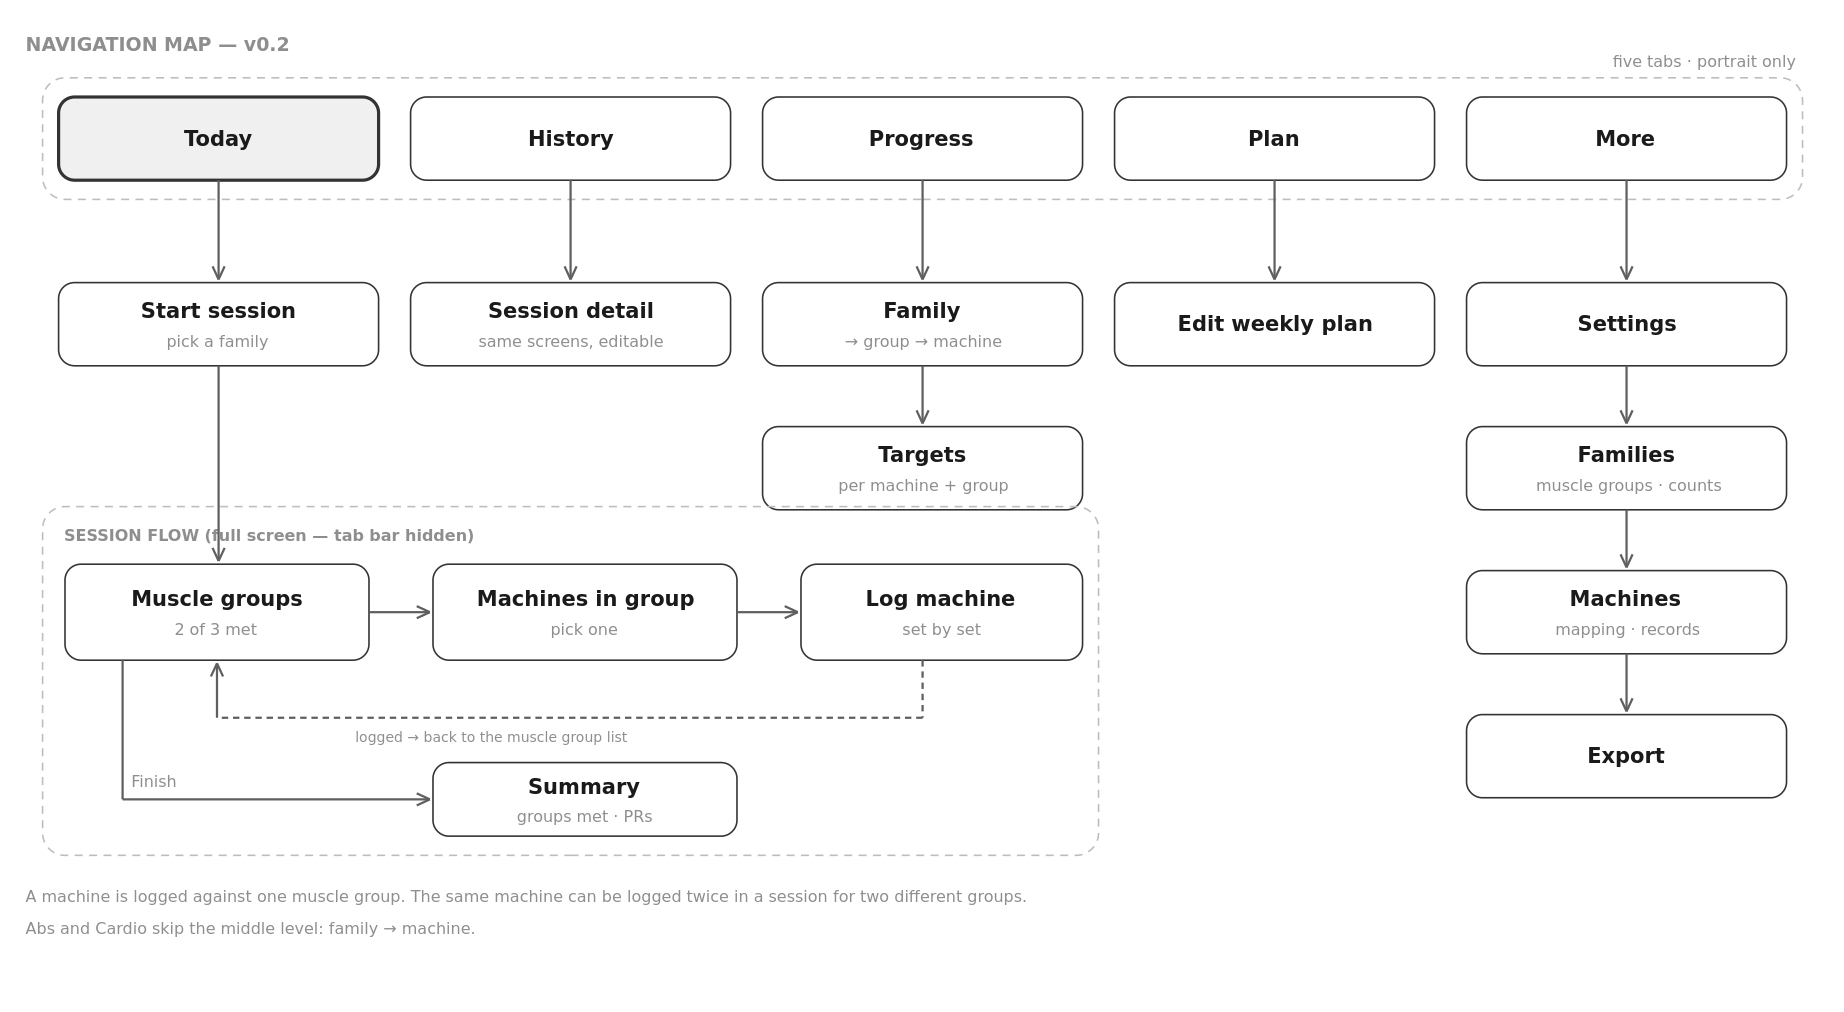 NAVIGATION MAP — v0.2
five tabs · portrait only
Today
History
Progress
Plan
More
Start session
pick a family
Session detail
same screens, editable
Family
→ group → machine
Edit weekly plan
Settings
Targets
per machine + group
Families
muscle groups · counts
SESSION FLOW (full screen — tab bar hidden)
Muscle groups
2 of 3 met
Machines in group
pick one
Log machine
set by set
Machines
mapping · records
logged → back to the muscle group list
Finish
Summary
groups met · PRs
Export
A machine is logged against one muscle group. The same machine can be logged twice in a session for two different groups.
Abs and Cardio skip the middle level: family → machine.